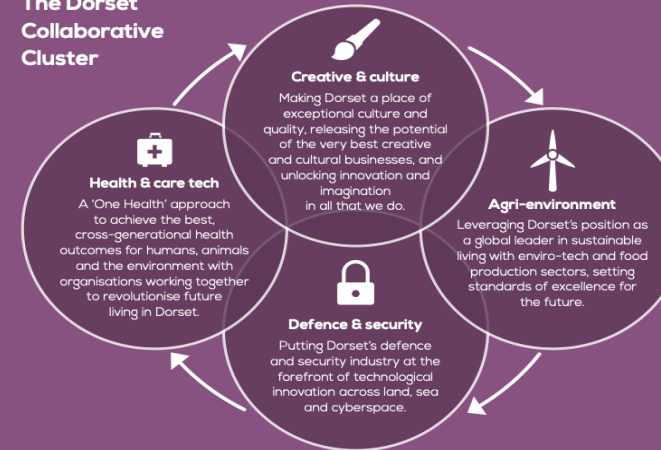 The Dorset
Collaborative
Cluster
Creative & culture
Making Dorset a place of
exceptional culture and
quality, releasing the potential
of the very best creative
and cultural businesses, and
unlocking innovation and
imagination
in all that we do.
Health & care tech
A ‘One Health’ approach
to achieve the best,
cross-generational health
outcomes for humans, animals
and the environment with
organisations working together
to revolutionise future
living in Dorset.
Agri-environment
Leveraging Dorset’s position as
a global leader in sustainable
living with enviro-tech and food
production sectors, setting
standards of excellence for
the future.
Defence & security
Putting Dorset’s defence
and security industry at the
forefront of technological
innovation across land, sea
and cyberspace.